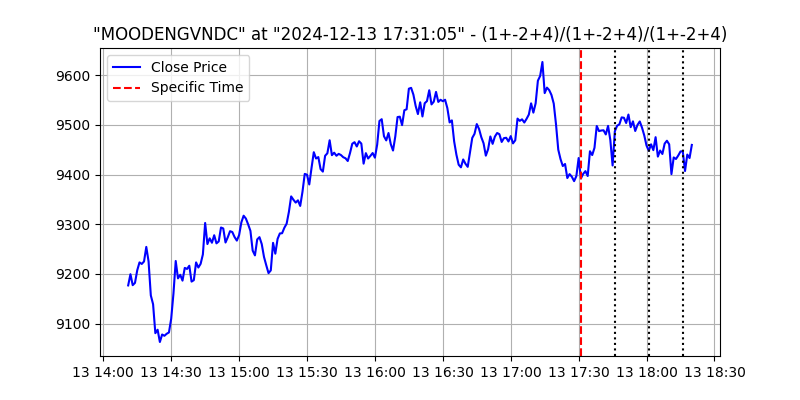 "MOODENGVNDC" at "2024-12-13 17:31:05" - (1+-2+4)/(1+-2+4)/(1+-2+4)
Close Price
Specific Time
9600
9500
9400
9300
9200
9100
13 14:00 13 14:30 13 15:00 13 15:30 13 16:00 13 16:30 13 17:00 13 17:30 13 18:00 13 18:30